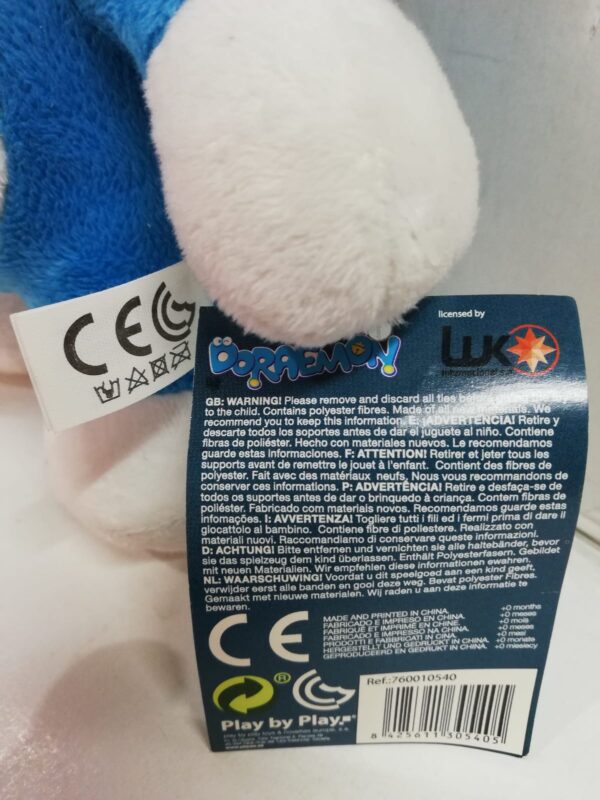 CE
licensed by
DORAEMON
LUK
internacional s.a.
GB: WARNING! Please remove and discard all ties before giving the toy
to the child. Contains polyester fibres. Made of all new materials. We
recommend you to keep this information. E: ¡ADVERTENCIA! Retire y
descarte todos los soportes antes de dar el juguete al niño. Contiene
fibras de poliéster. Hecho con materiales nuevos. Le recomendamos
guarde estas informaciones. F: ATTENTION! Retirer et jeter tous les
supports avant de remettre le jouet à l'enfant. Contient des fibres de
polyester. Fait avec des matériaux neufs. Nous vous recommandons de
conserver ces informations. P: ADVERTÊNCIA! Retire e desfaça-se de
todos os suportes antes de dar o brinquedo à criança. Contem fibras de
poliéster. Fabricado com materiais novos. Recomendamos guarde estas
infomações. I: AVVERTENZA! Togliere tutti i fili ed i fermi prima di dare il
giocattolo al bambino. Contiene fibre di poliestere. Realizzato con
materiali nuovi. Raccomandiamo di conservare queste informazioni.
D: ACHTUNG! Bitte entfernen und vernichten sie alle haltebänder, bevor
sie das spielzeug dem kind überlassen. Enthält Polyesterfasern. Gebildet
mit neuen Materialien. Wir empfehlen diese informationen ewahren.
NL: WAARSCHUWING! Voordat u dit speelgoed aan een kind geeft,
verwijder eerst alle banden en gooi deze weg. Bevat polyester Fibres.
Gemaakt met nieuwe materialen. Wij raden u aan deze informatie te
bewaren.
CE
MADE AND PRINTED IN CHINA. +0 months
FABRICADO E IMPRESO EN CHINA. +0 meses
FABRIQUÉ ET IMPRIMÉ EN CHINE. +0 mois
FABRICADO E IMPRESSO NA CHINA. +0 meses
PRODOTTI E FABBRICATI IN CINA. +0 mesi
HERGESTELLT UND GEDRUCKT IN CHINA. +0 monate
GEPRODUCEERD EN GEDRUKT IN CHINA.
®
Play by Play
play by play toys & novelties europe, s.a.
Ref.:760010540
8 425611 305405